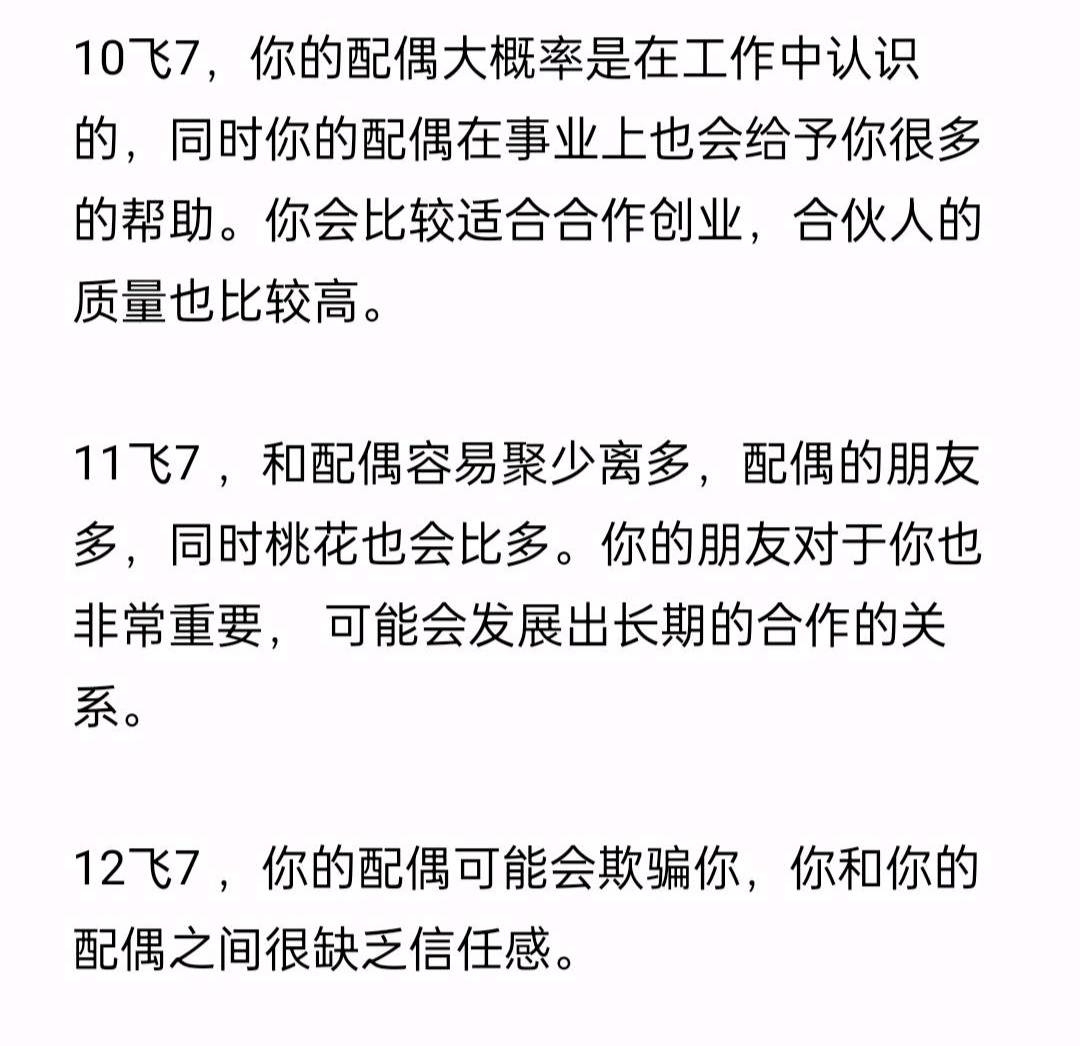 10飞7，你的配偶大概率是在工作中认识
的，同时你的配偶在事业上也会给予你很多
的帮助。你会比较适合合作创业，合伙人的
质量也比较高。
11飞7 ，和配偶容易聚少离多，配偶的朋友
多，同时桃花也会比多。你的朋友对于你也
非常重要， 可能会发展出长期的合作的关
系。
12飞7 ，你的配偶可能会欺骗你，你和你的
配偶之间很缺乏信任感。